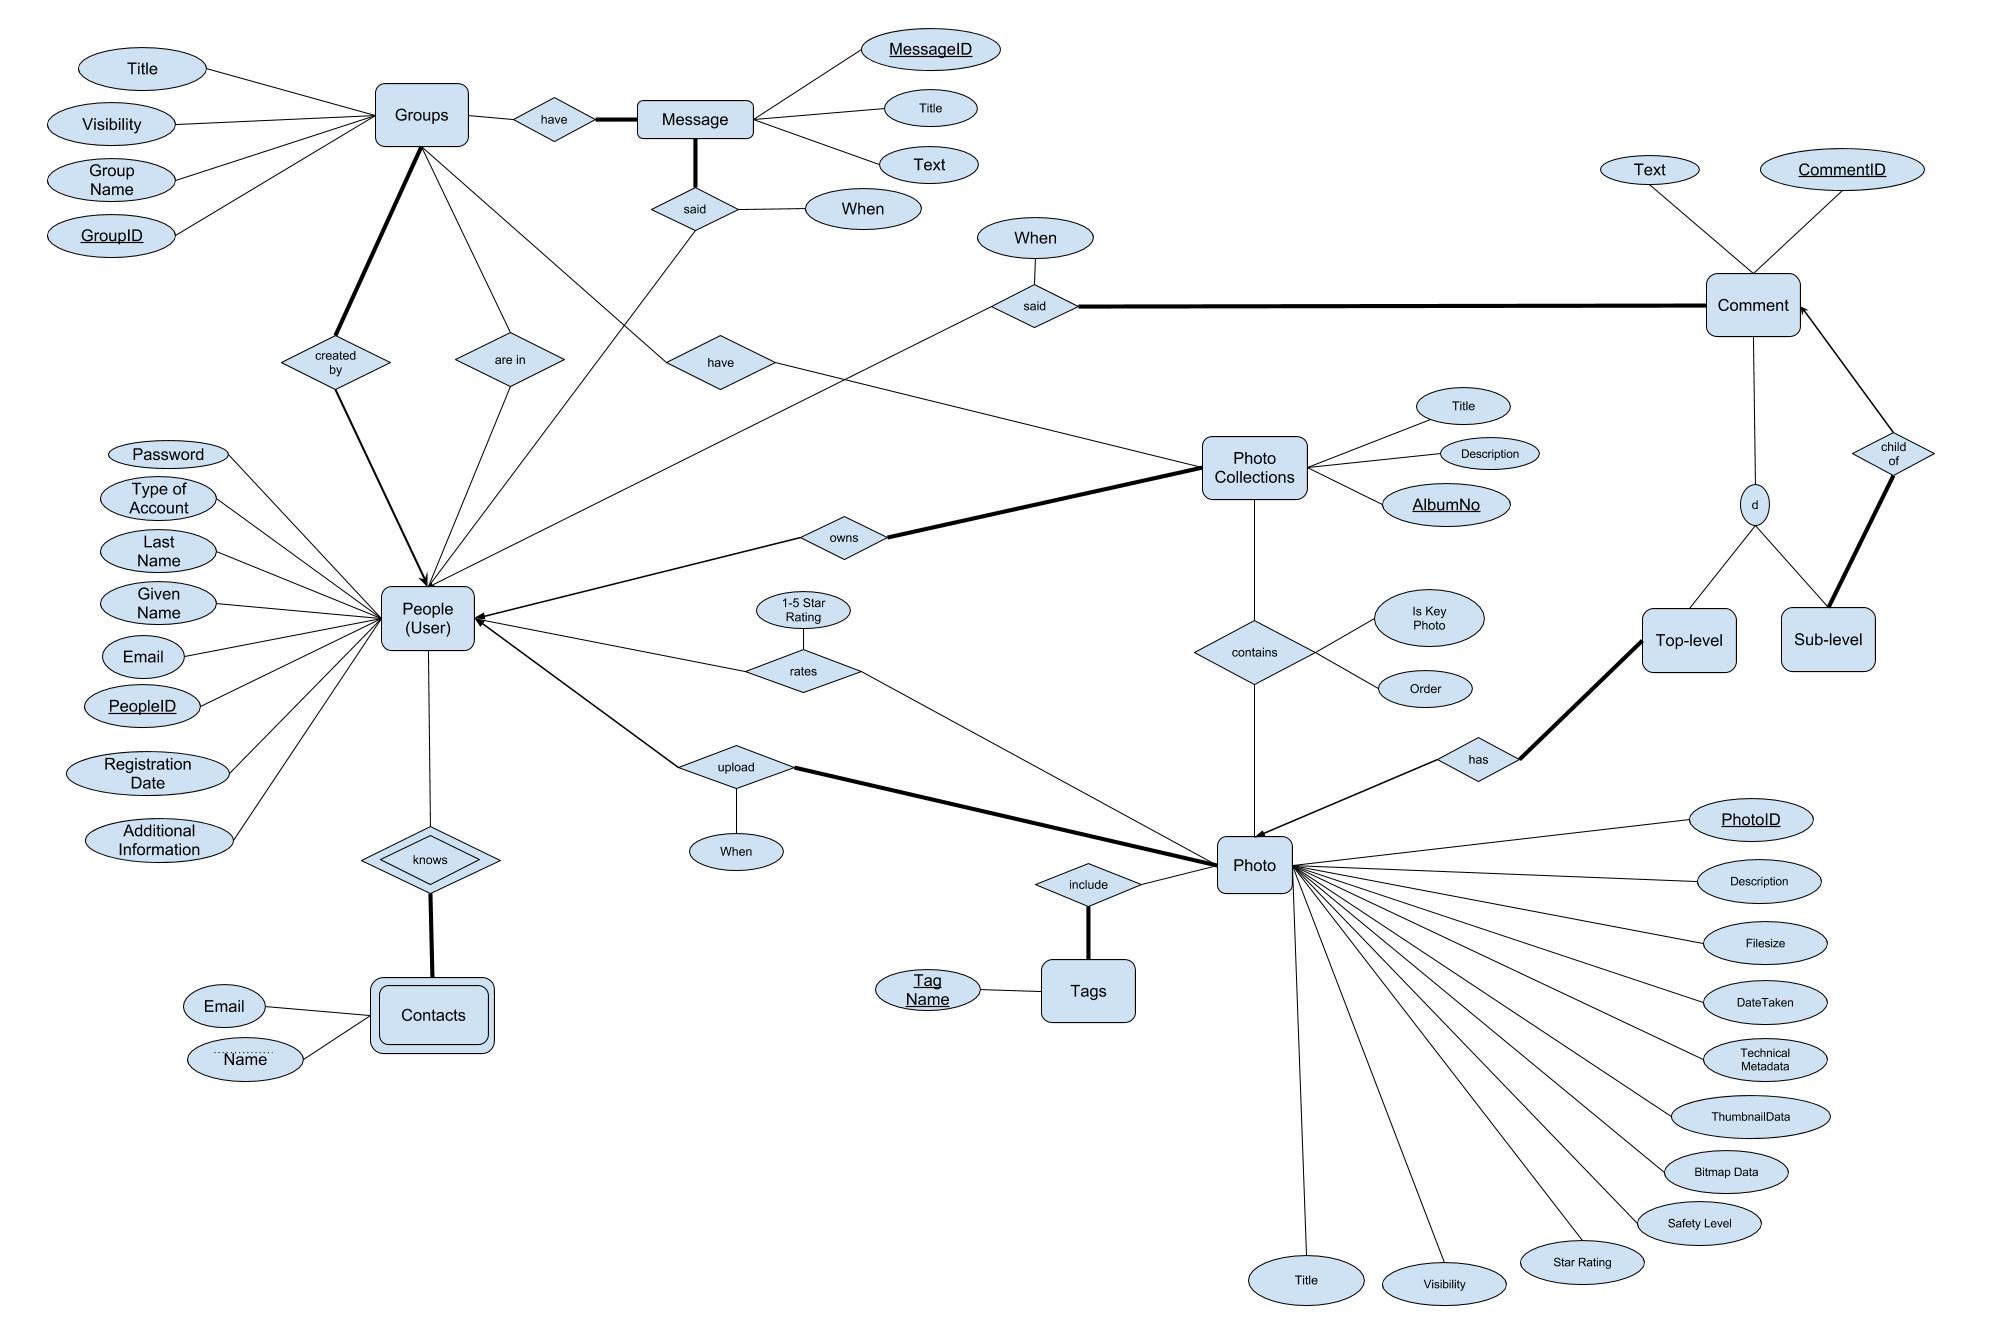 MessageID
Title
Title
Groups
have
Message
Visibility
Text
Group
Name
Text
CommentID
said
When
GroupID
When
said
Comment
created
by
are in
have
Title
Password
Photo
Collections
Description
child
of
Type of
Account
AlbumNo
d
owns
Last
Name
Given
Name
People
(User)
1-5 Star
Rating
Is Key
Photo
Top-level
Sub-level
Email
rates
contains
PeopleID
Order
Registration
Date
upload
has
Additional
Information
When
PhotoID
knows
include
Photo
Description
Filesize
Tag
Name
Tags
DateTaken
Email
Contacts
Name
Technical
Metadata
ThumbnailData
Bitmap Data
Safety Level
Star Rating
Title
Visibility